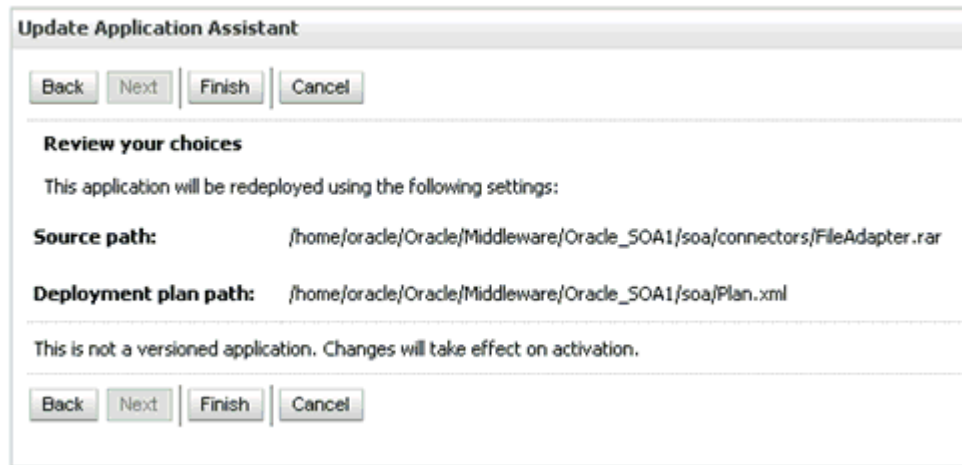 Update Application Assistant
Back Next Finish Cancel
Review your choices
This application will be redeployed using the following settings:
Source path: /home/oracle/Oracle/Middleware/Oracle_SOA1/soa/connectors/FileAdapter.rar
Deployment plan path: /home/oracle/Oracle/Middleware/Oracle_SOA1/soa/Plan.xml
This is not a versioned application. Changes will take effect on activation.
Back Next Finish Cancel